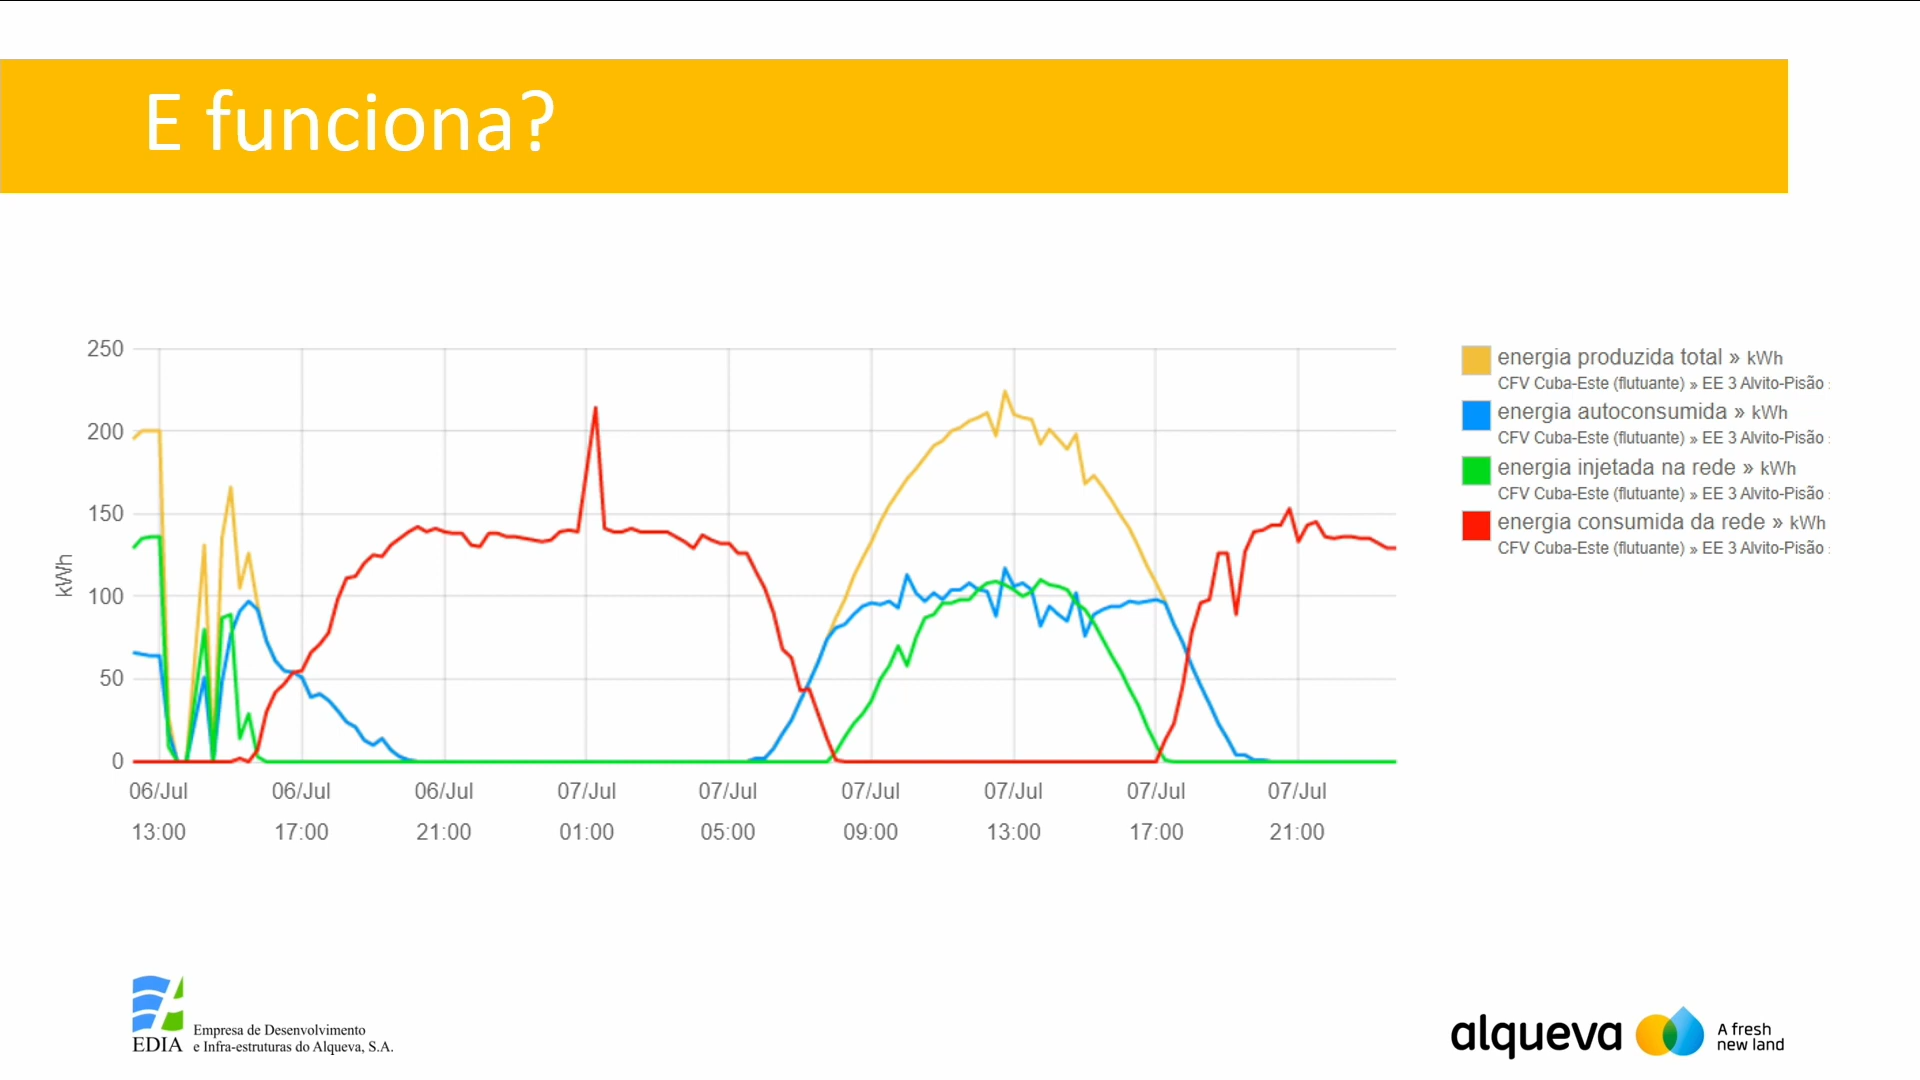 E funciona?
250
200
150
100
50
0
kWh
06/Jul 06/Jul 06/Jul 07/Jul 07/Jul 07/Jul 07/Jul 07/Jul 07/Jul
13:00 17:00 21:00 01:00 05:00 09:00 13:00 17:00 21:00
energia produzida total » kWh
CFV Cuba-Este (flutuante) » EE 3 Alvito-Pisão
energia autoconsumida » kWh
CFV Cuba-Este (flutuante) » EE 3 Alvito-Pisão
energia injetada na rede » kWh
CFV Cuba-Este (flutuante) » EE 3 Alvito-Pisão
energia consumida da rede » kWh
CFV Cuba-Este (flutuante) » EE 3 Alvito-Pisão
EDIA
Empresa de Desenvolvimento
e Infra-estruturas do Alqueva, S.A.
alqueva
A fresh
new land